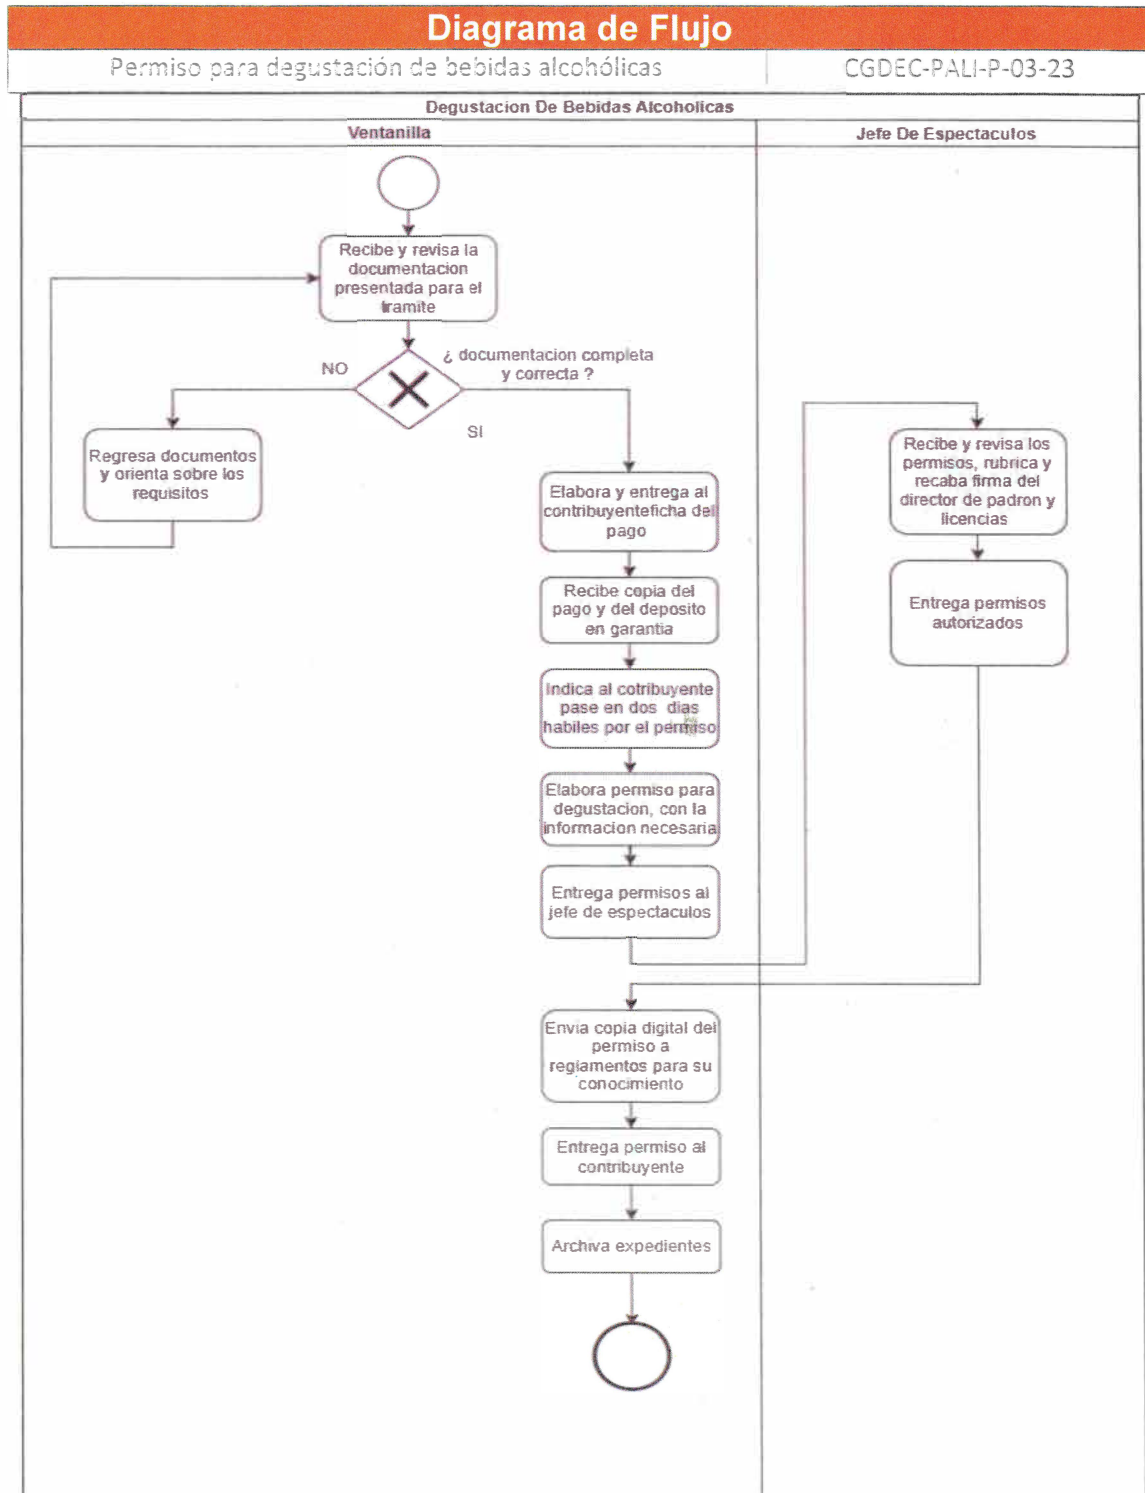 Diagrama de Flujo
Permiso para degustación de bebidas alcohólicas
CGDEC-PALI-P-03-23
Degustacion De Bebidas Alcoholicas
Ventanilla
Jefe De Espectaculos
Recibe y revisa la
documentacion
presentada para el
tramite
NO
¿ documentacion completa
y correcta ?
SI
Regresa documentos
y orienta sobre los
requisitos
Elabora y entrega al
contribuyenteficha del
pago
Recibe copia del
pago y del deposito
en garantia
Indica al cotribuyente
pase en dos dias
habiles por el permiso
Elabora permiso para
degustacion, con la
informacion necesaria
Entrega permisos al
jefe de espectaculos
Recibe y revisa los
permisos, rubrica y
recaba firma del
director de padron y
licencias
Entrega permisos
autorizados
Envia copia digital del
permiso a
reglamentos para su
conocimiento
Entrega permiso al
contribuyente
Archiva expedientes